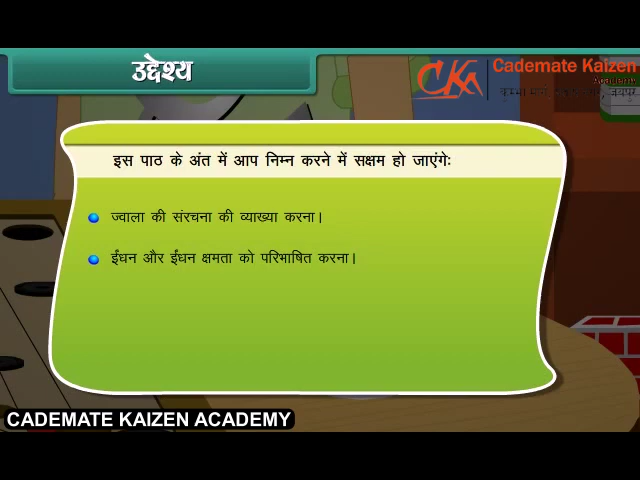 उद्देश्य
Cademate Kaizen
Academy
इस पाठ के अंत में आप निम्न करने में सक्षम हो जाएंगे:
ज्वाला की संरचना की व्याख्या करना।
ईंधन और ईंधन क्षमता को परिभाषित करना।
CADEMATE KAIZEN ACADEMY